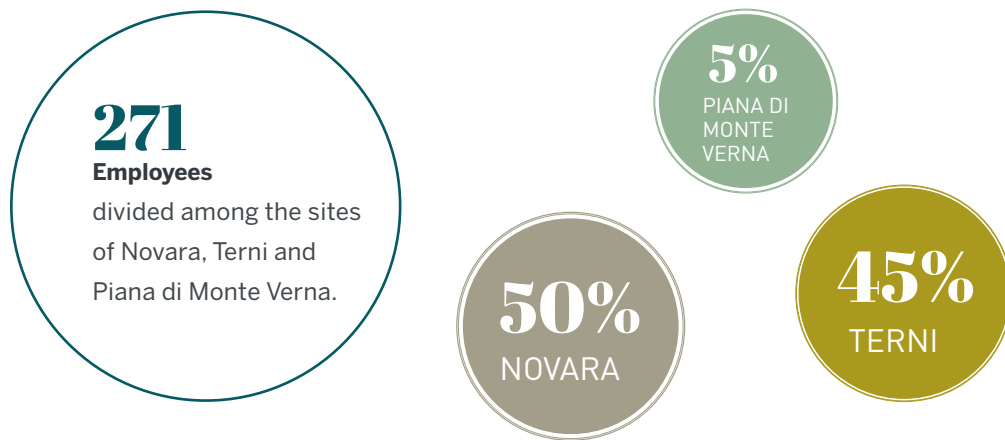 271
Employees
divided among the sites
of Novara, Terni and
Piana di Monte Verna.
5%
PIANA DI
MONTE
VERNA
50%
NOVARA
45%
TERNI